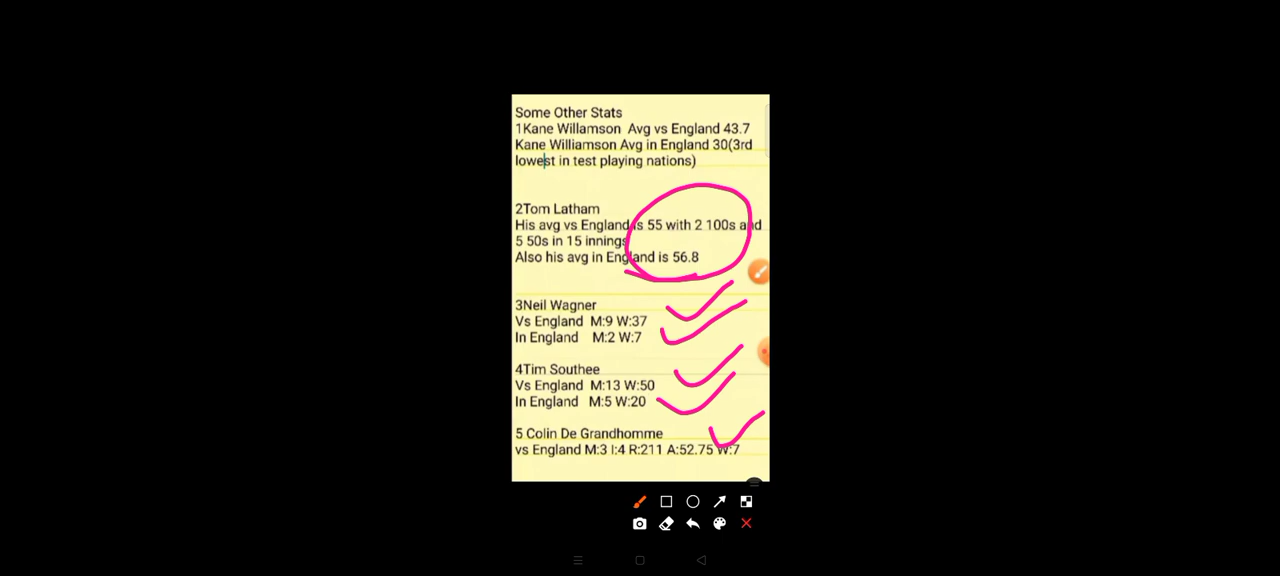 Some Other Stats
1Kane Willamson  Avg vs England 43.7
Kane Williamson Avg in England 30(3rd
lowest in test playing nations)
2Tom Latham
His avg vs England is 55 with 2 100s and
5 50s in 15 innings
Also his avg in England is 56.8
3Neil Wagner
Vs England  M:9 W:37
In England    M:2 W:7
4Tim Southee
Vs England  M:13 W:50
In England   M:5 W:20
5 Colin De Grandhomme
vs England M:3 I:4 R:211 A:52.75 W:7